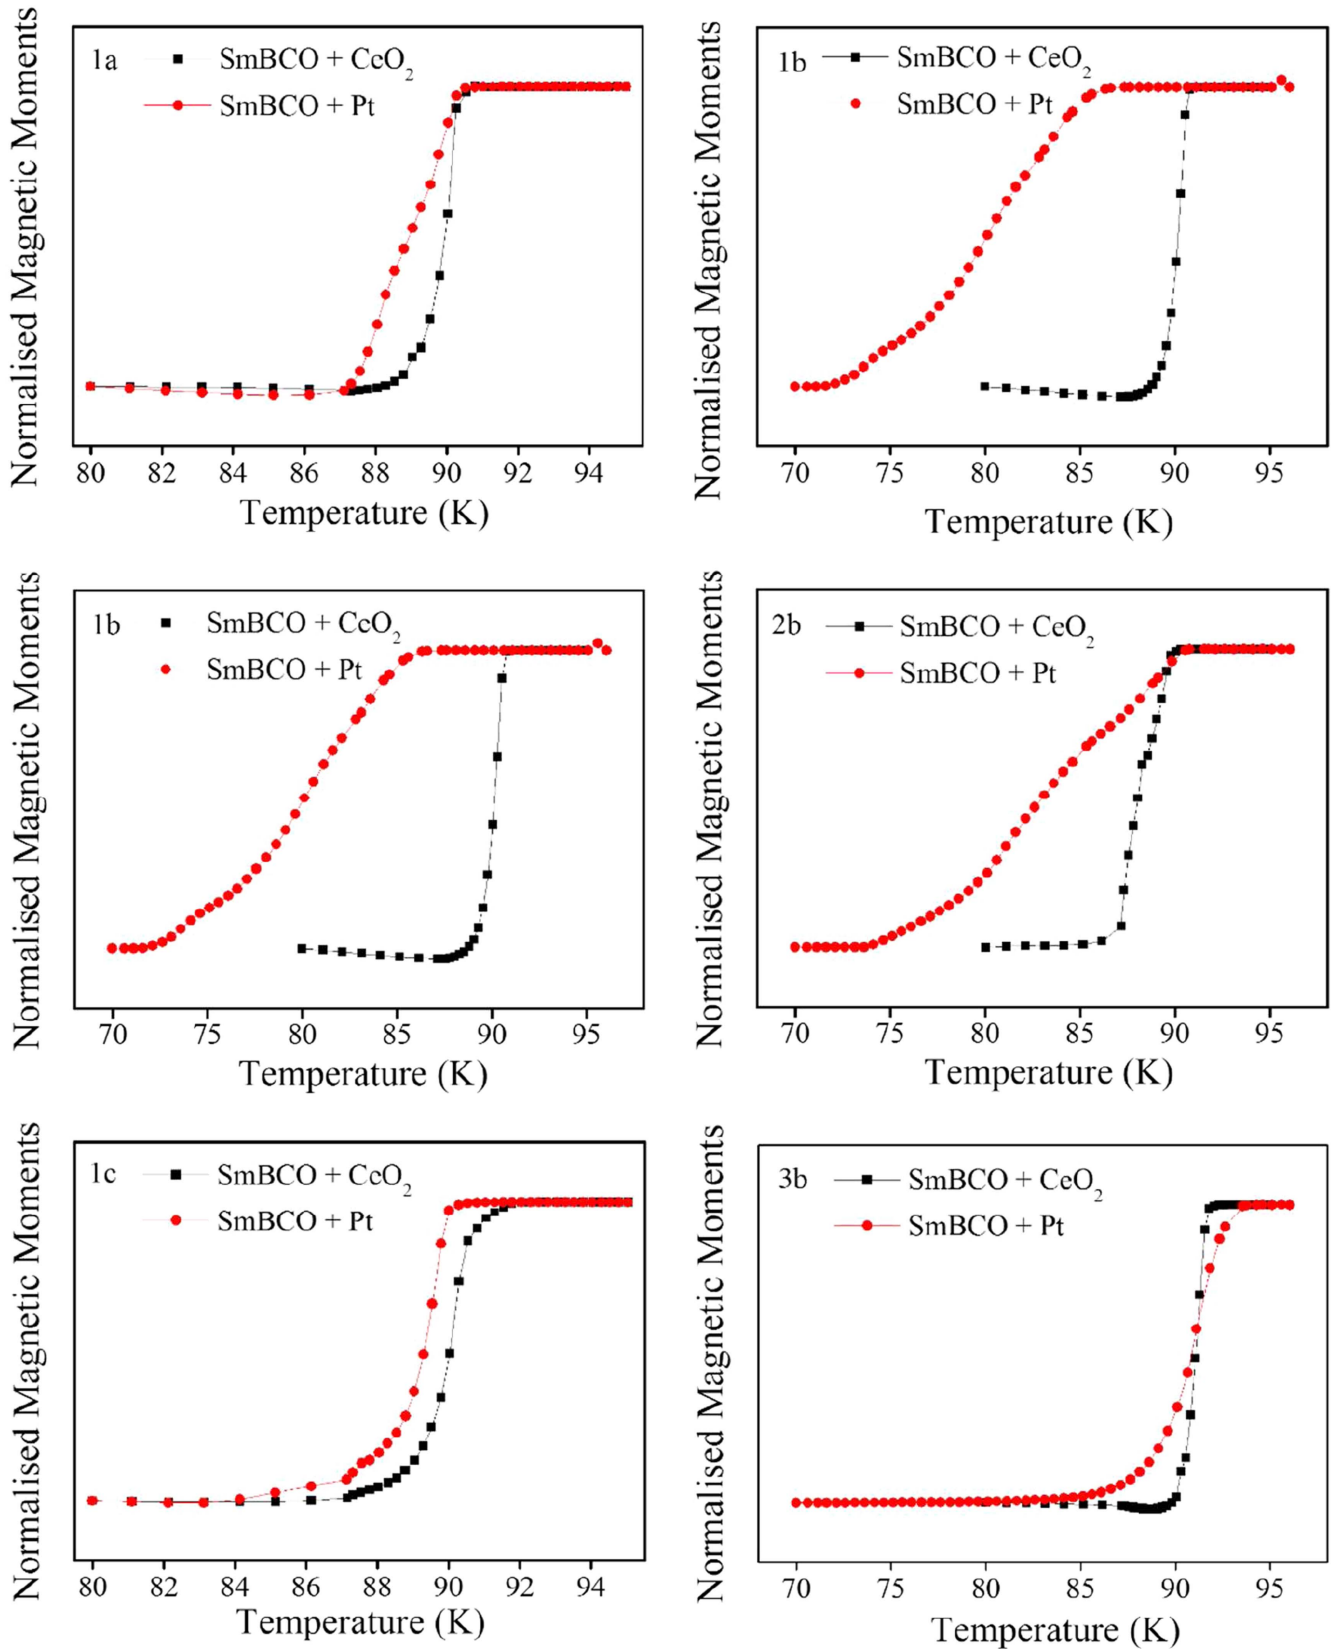 Normalised Magnetic Moments
1a
SmBCO + CeO2
SmBCO + Pt
80 82 84 86 88 90 92 94
Temperature (K)
Normalised Magnetic Moments
1b
SmBCO + CeO2
SmBCO + Pt
70 75 80 85 90 95
Temperature (K)
Normalised Magnetic Moments
1b
SmBCO + CeO2
SmBCO + Pt
70 75 80 85 90 95
Temperature (K)
Normalised Magnetic Moments
2b
SmBCO + CeO2
SmBCO + Pt
70 75 80 85 90 95
Temperature (K)
Normalised Magnetic Moments
1c
SmBCO + CeO2
SmBCO + Pt
80 82 84 86 88 90 92 94
Temperature (K)
Normalised Magnetic Moments
3b
SmBCO + CeO2
SmBCO + Pt
70 75 80 85 90 95
Temperature (K)